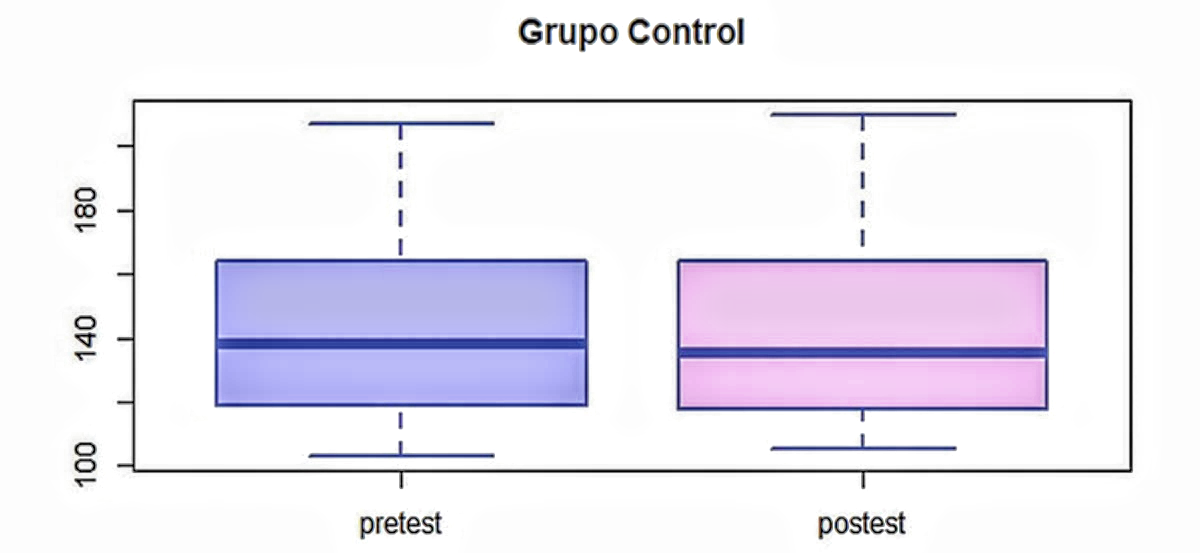 Grupo Control
180
140
100
pretest
postest